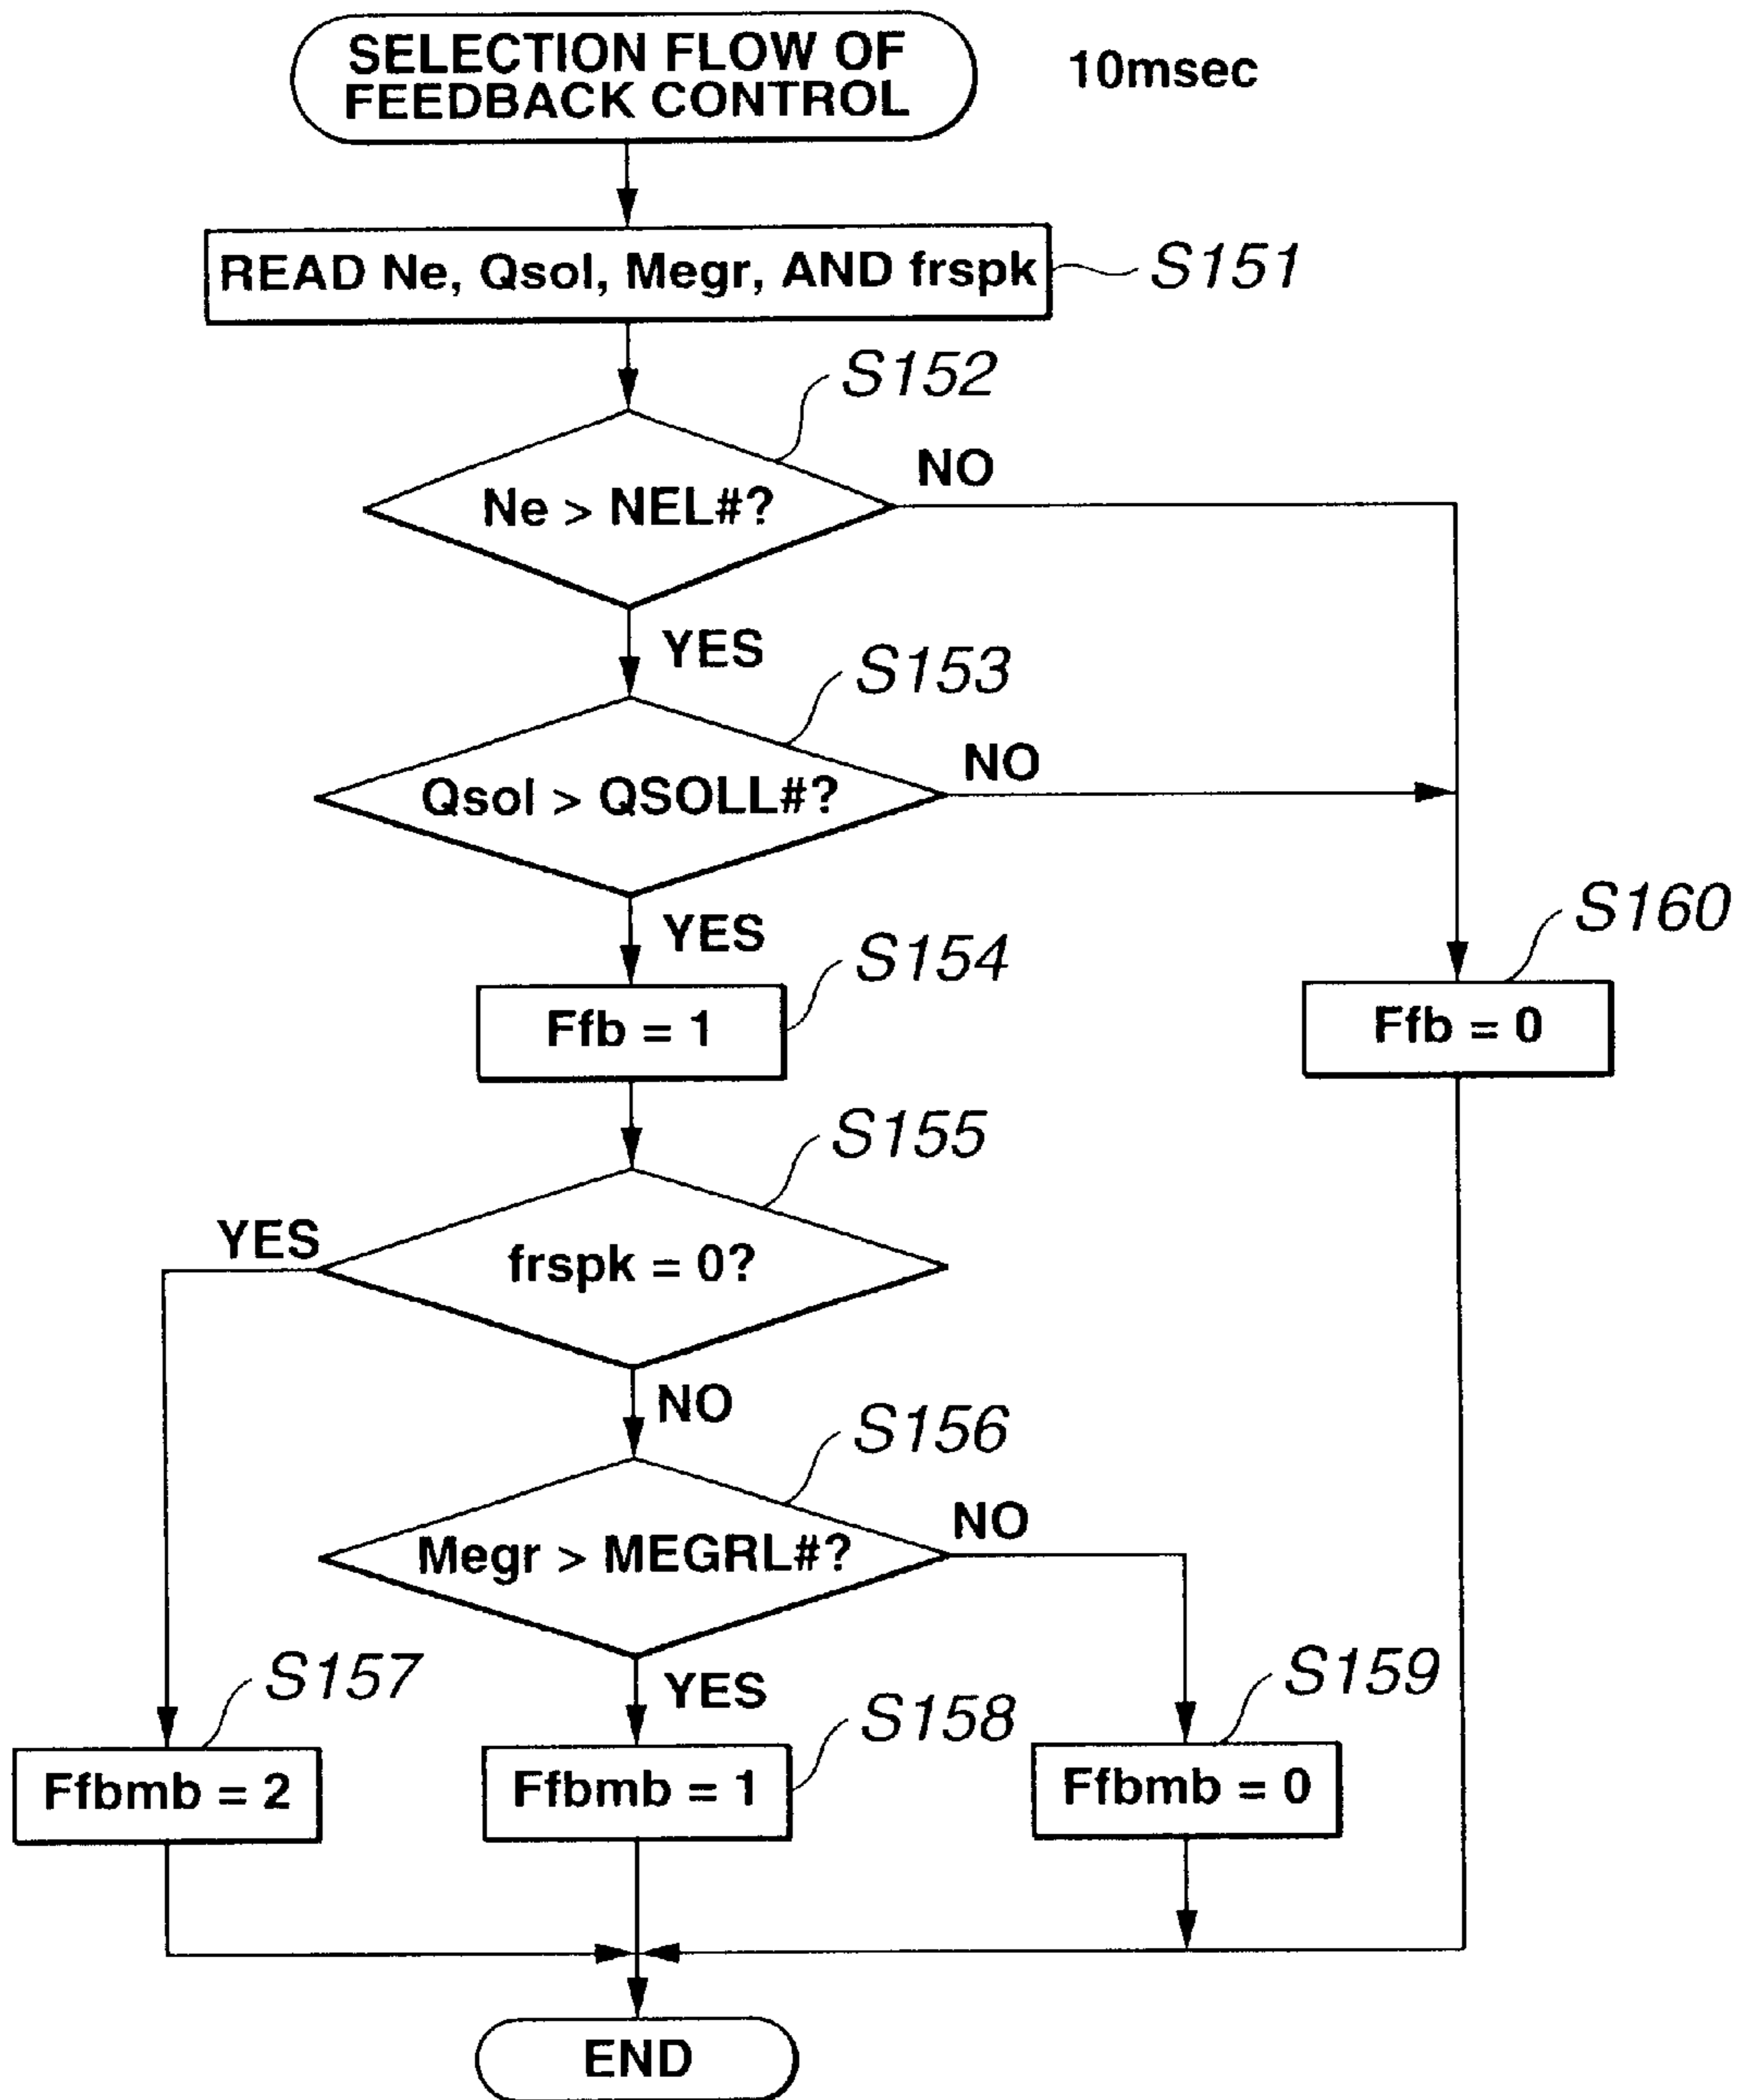 SELECTION FLOW OF
FEEDBACK CONTROL
10msec
READ Ne, Qsol, Megr, AND frspk
S151
S152
Ne > NEL#?
NO
YES
S153
Qsol > QSOLL#?
NO
YES
S154
Ffb = 1
S160
Ffb = 0
S155
YES
frspk = 0?
NO
S156
Megr > MEGRL#?
NO
YES
S157
Ffbmb = 2
S158
Ffbmb = 1
S159
Ffbmb = 0
END